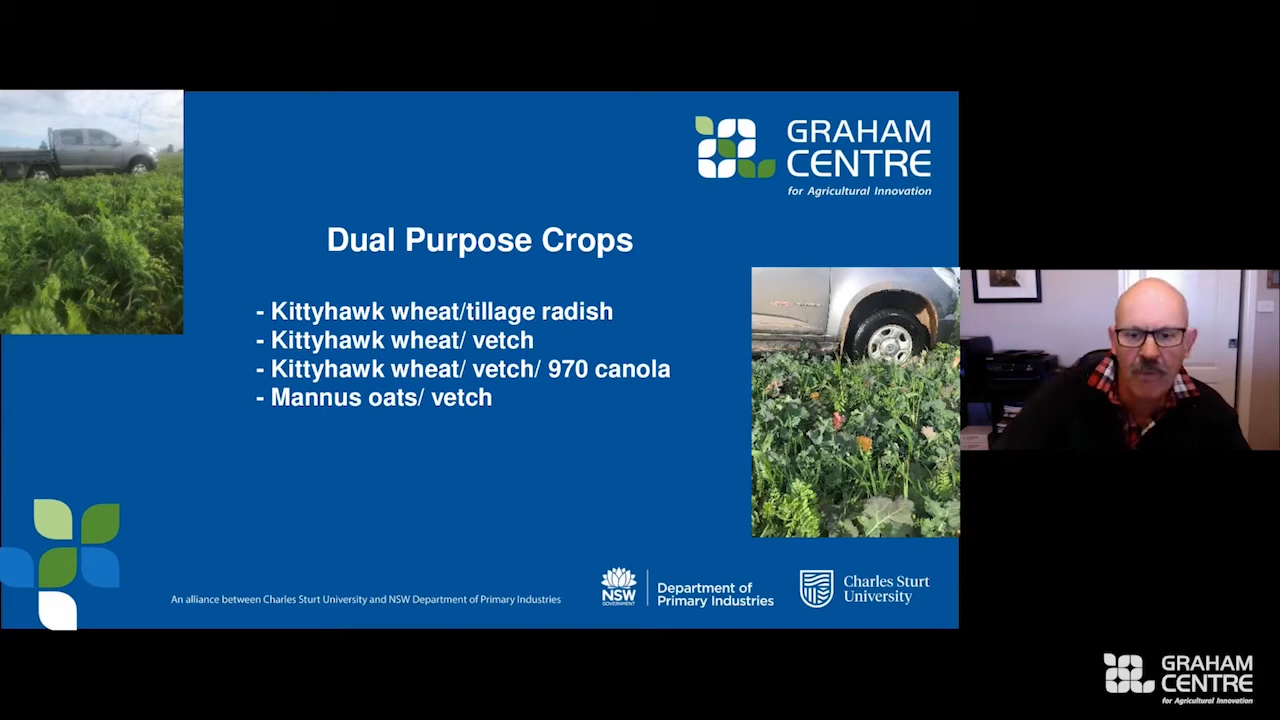 GRAHAM
CENTRE
for Agricultural Innovation
Dual Purpose Crops
- Kittyhawk wheat/tillage radish
- Kittyhawk wheat/ vetch
- Kittyhawk wheat/ vetch/ 970 canola
- Mannus oats/ vetch
An alliance between Charles Sturt University and NSW Department of Primary Industries
NSW
GOVERNMENT
Department of
Primary Industries
Charles Sturt
University
GRAHAM
CENTRE
for Agricultural Innovation